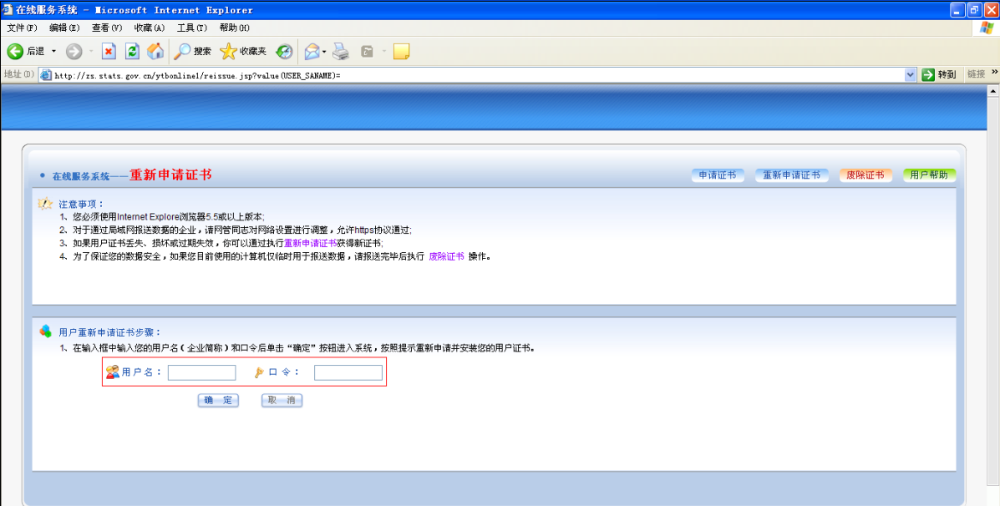 在线服务系统 - Microsoft Internet Explorer
文件(F) 编辑(E) 查看(V) 收藏(A) 工具(T) 帮助(H)
后退 搜索 收藏夹
地址(D) http://zs.stats.gov.cn/ytbonline1/reissue.jsp?value(USER_SANAME)= 转到 链接 »
在线服务系统——重新申请证书 申请证书 重新申请证书 废除证书 用户帮助
注意事项：
1、您必须使用Internet Explore浏览器5.5或以上版本;
2、对于通过局域网报送数据的企业，请网管同志对网络设置进行调整，允许https协议通过;
3、如果用户证书丢失、损坏或过期失效，你可以通过执行重新申请证书获得新证书;
4、为了保证您的数据安全，如果您目前使用的计算机仅临时用于报送数据，请报送完毕后执行 废除证书 操作。
用户重新申请证书步骤：
1、在输入框中输入您的用户名（企业简称）和口令后单击“确定”按钮进入系统，按照提示重新申请并安装您的用户证书。
用户名： 口令：
确 定 取 消